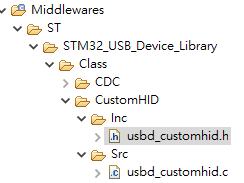 Middlewares
ST
STM32_USB_Device_Library
Class
CDC
CustomHID
Inc
usbd_customhid.h
Src
usbd_customhid.c